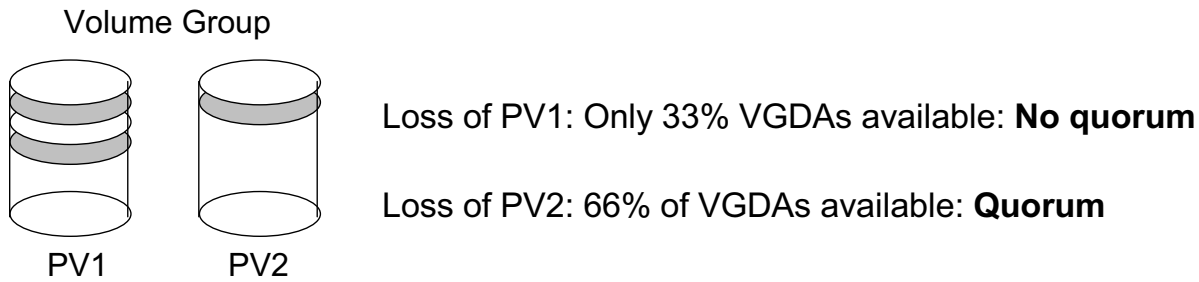 Volume Group
Loss of PV1: Only 33% VGDAs available: No quorum
Loss of PV2: 66% of VGDAs available: Quorum
PV1
PV2